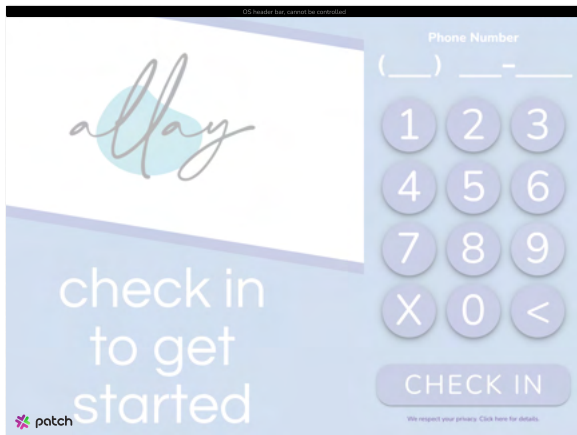 OS header bar, cannot be controlled
allay
check in
to get
started
patch
Phone Number
(___) ___-____
1 2 3
4 5 6
7 8 9
X 0 <
CHECK IN
We respect your privacy. Click here for details.